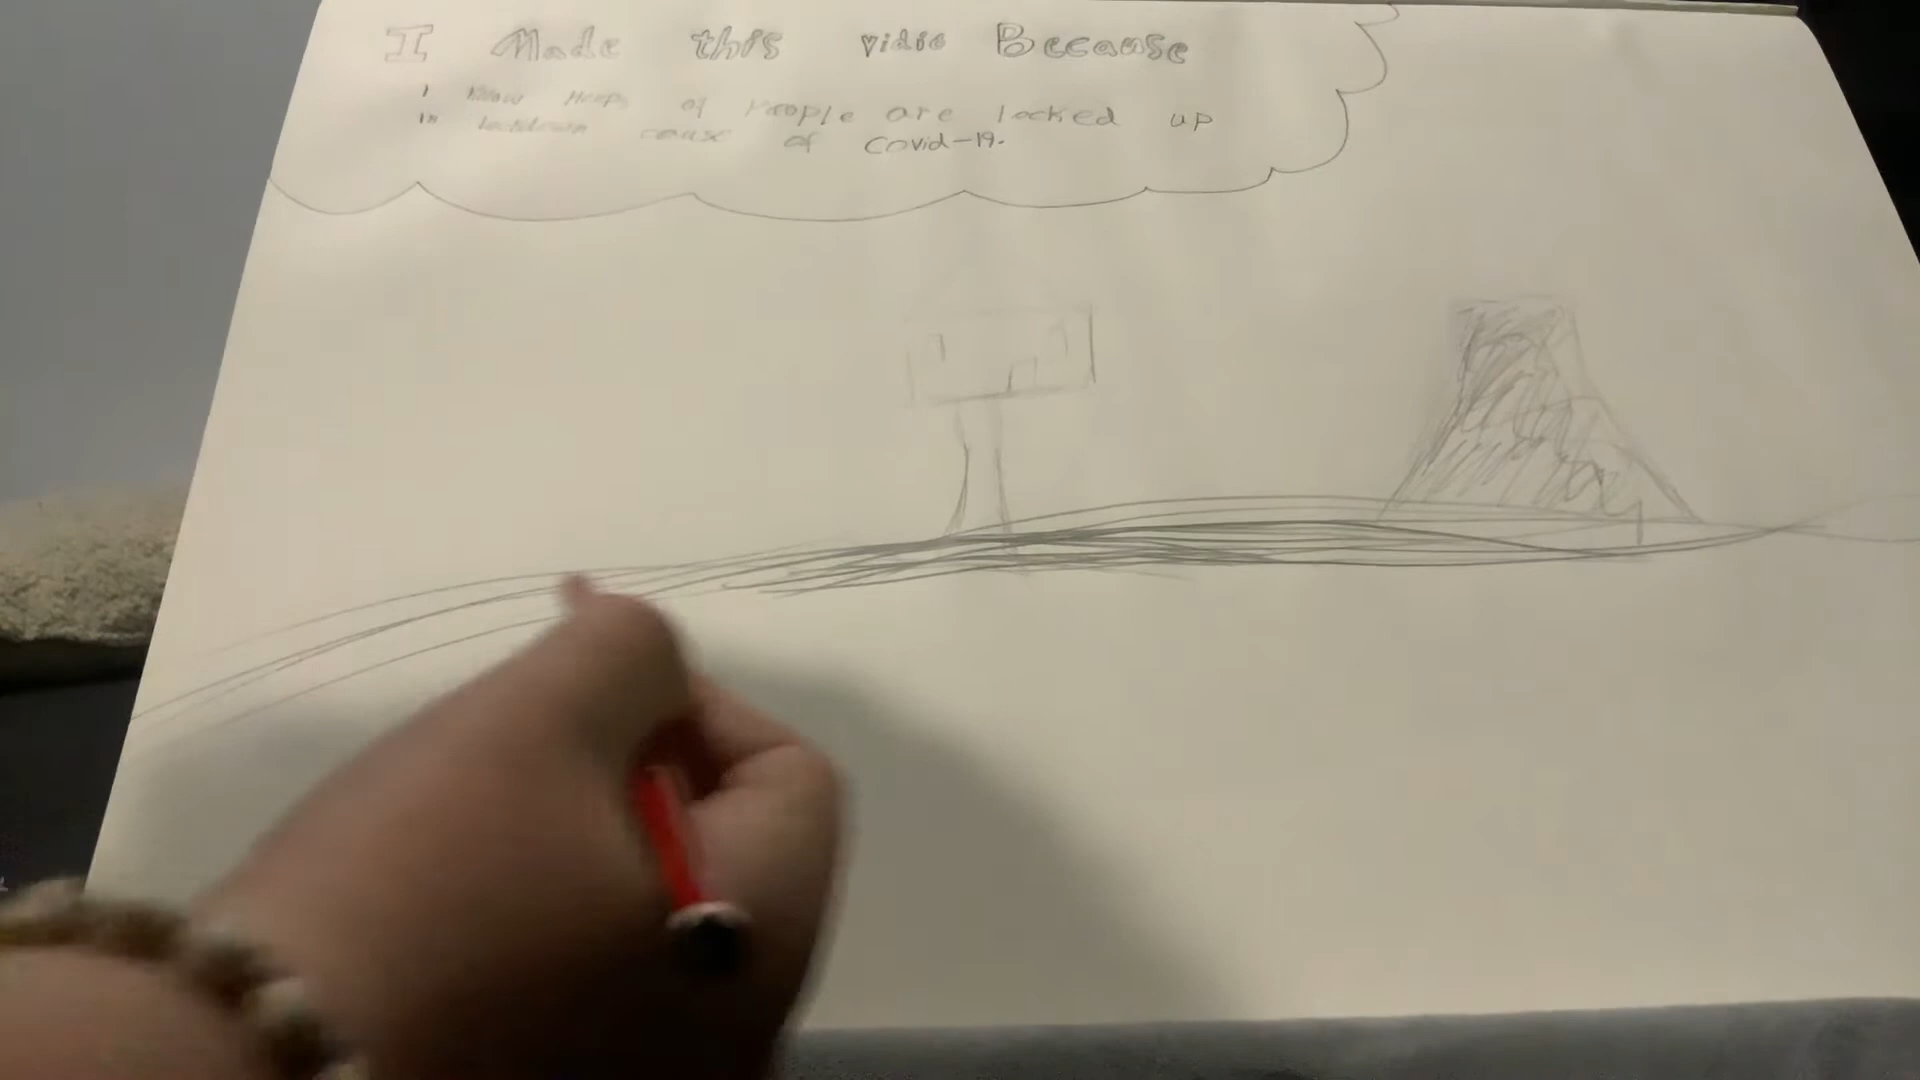 I Made this vidio Because
I know Heaps of People are locked up
in lockdown cause of Covid-19.